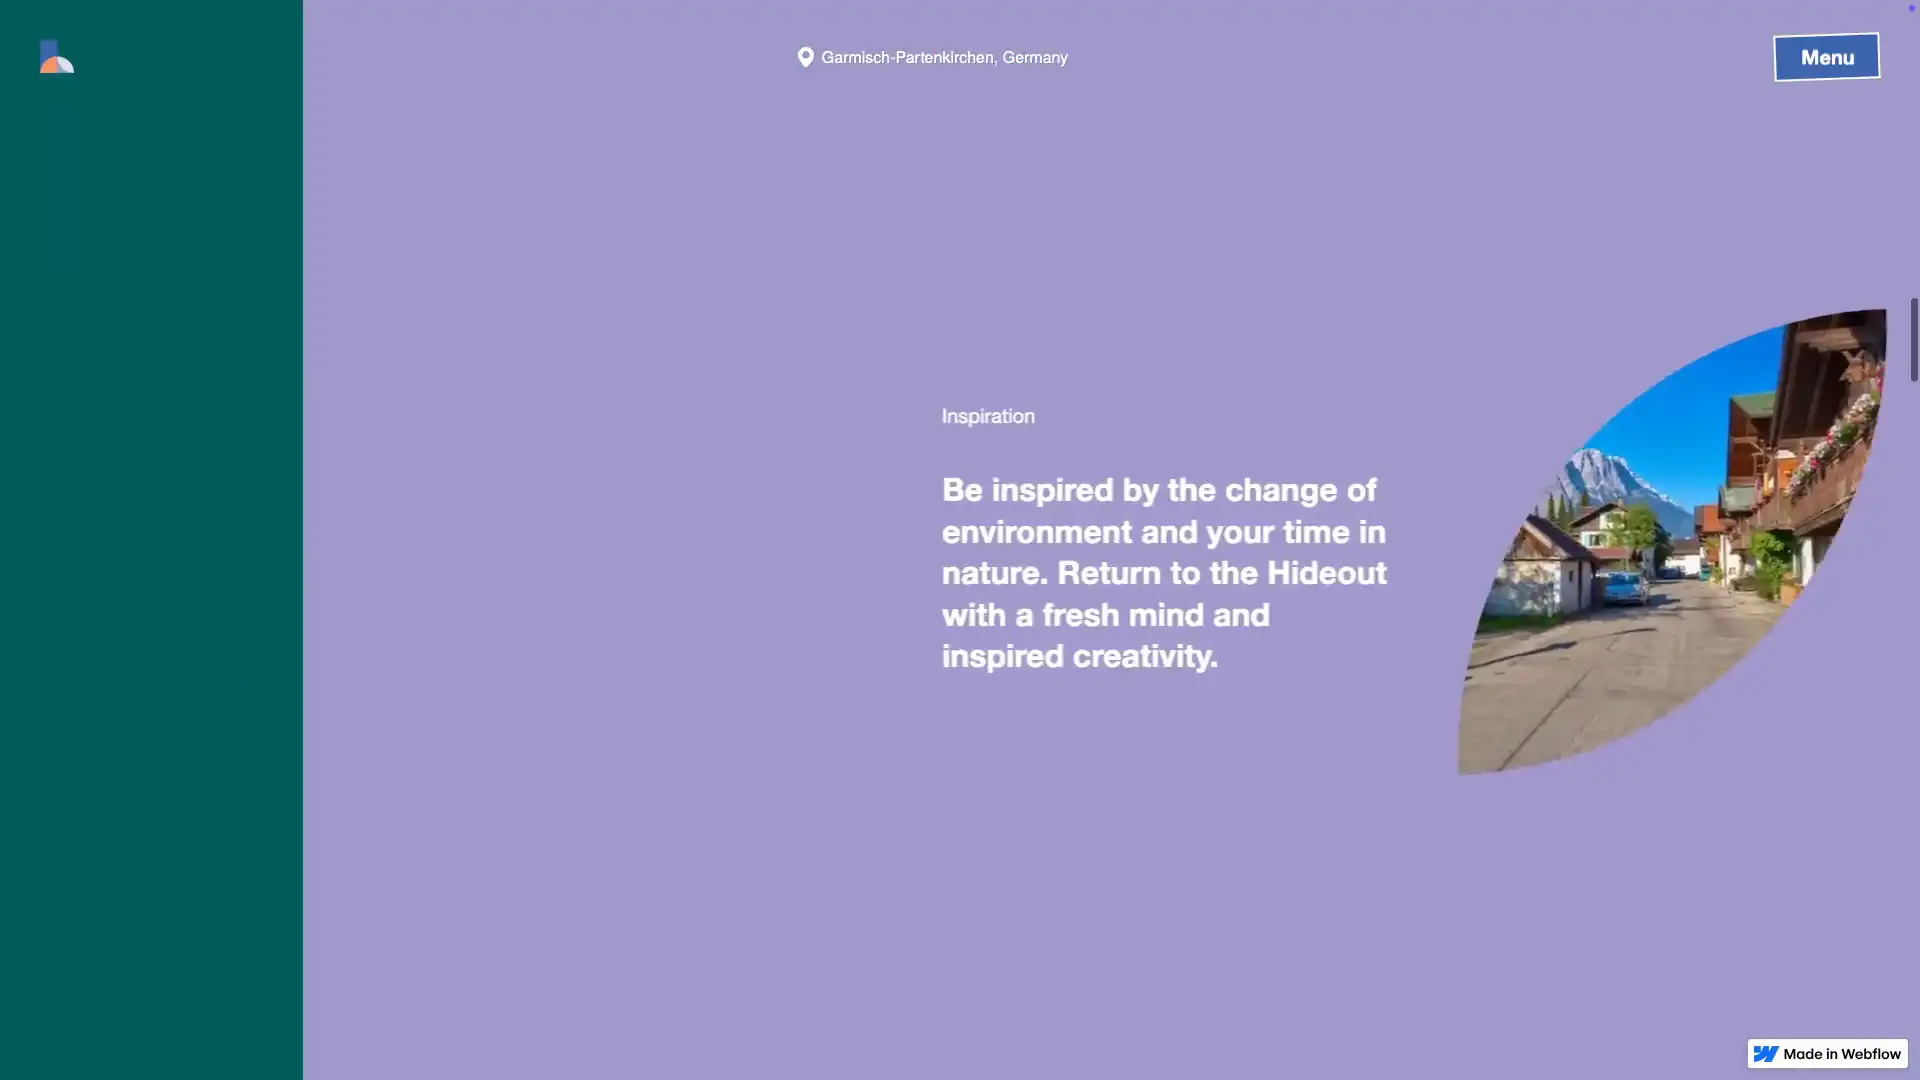 Garmisch-Partenkirchen, Germany
Menu
Inspiration
Be inspired by the change of
environment and your time in
nature. Return to the Hideout
with a fresh mind and
inspired creativity.
Made in Webflow